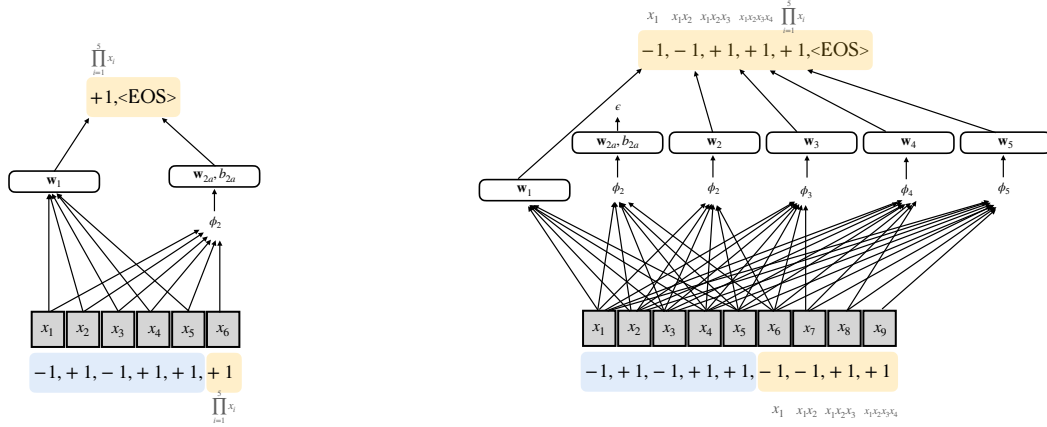 ∏_{i=1}^{5} x_i
+1,<EOS>
w_1
w_{2a}, b_{2a}
ϕ_2
x_1 x_2 x_3 x_4 x_5 x_6
−1, +1, −1, +1, +1, +1
∏_{i=1}^{5} x_i
x_1 x_1x_2 x_1x_2x_3 x_1x_2x_3x_4 ∏_{i=1}^{5} x_i
−1, −1, +1, +1, +1,<EOS>
ϵ
w_{2a}, b_{2a} w_2 w_3 w_4 w_5
w_1
ϕ_2 ϕ_2 ϕ_3 ϕ_4 ϕ_5
x_1 x_2 x_3 x_4 x_5 x_6 x_7 x_8 x_9
−1, +1, −1, +1, +1, −1, −1, +1, +1
x_1 x_1x_2 x_1x_2x_3 x_1x_2x_3x_4